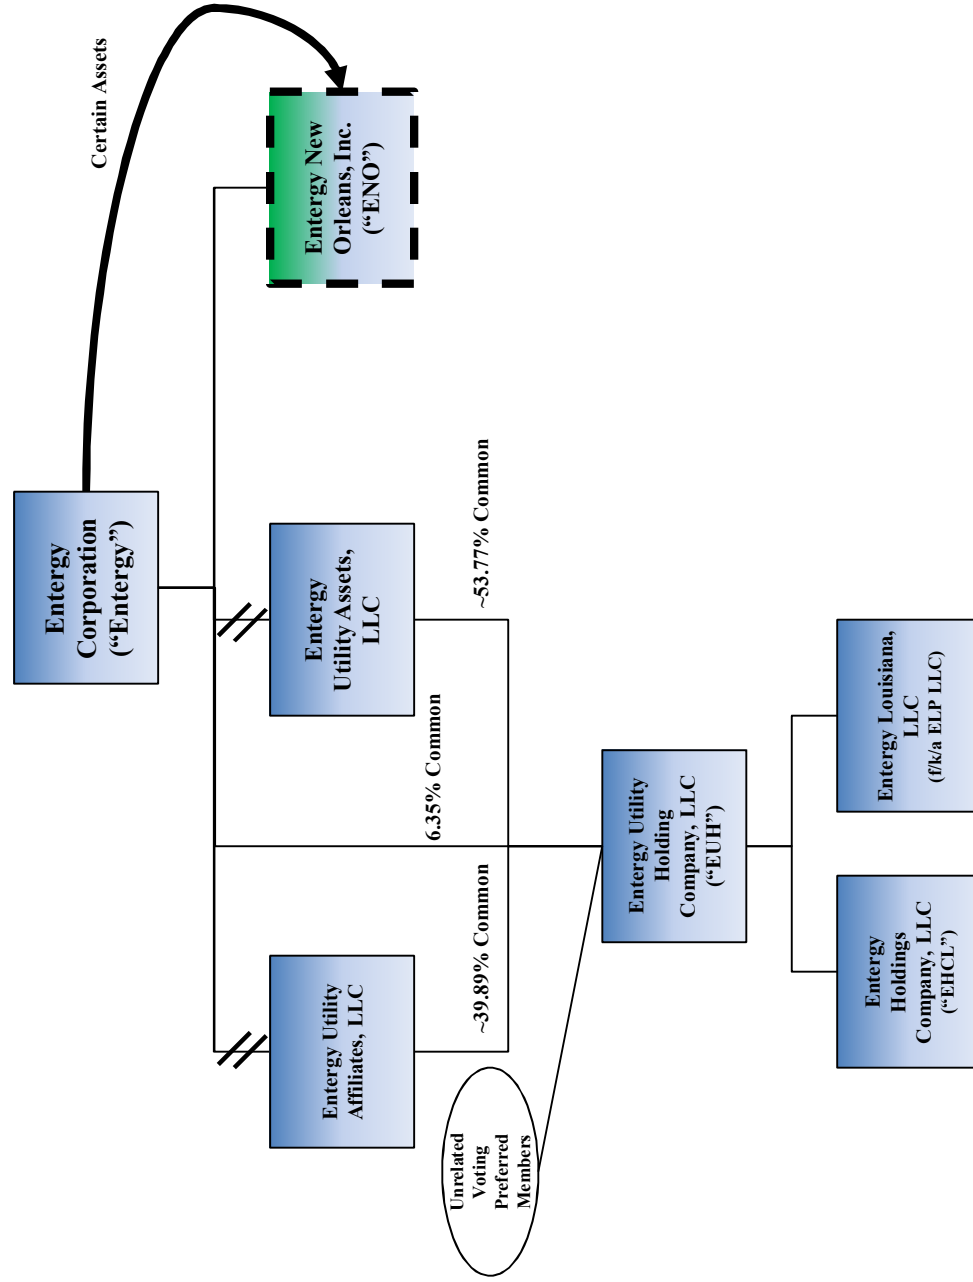 Entergy
Corporation
(“Entergy”)
Certain Assets
Entergy Utility
Affiliates, LLC
Entergy
Utility Assets,
LLC
Entergy New
Orleans, Inc.
(“ENO”)
~39.89% Common
6.35% Common
~53.77% Common
Unrelated
Voting
Preferred
Members
Entergy Utility
Holding
Company, LLC
(“EUH”)
Entergy
Holdings
Company, LLC
(“EHCL”)
Entergy Louisiana,
LLC
(f/k/a ELP LLC)